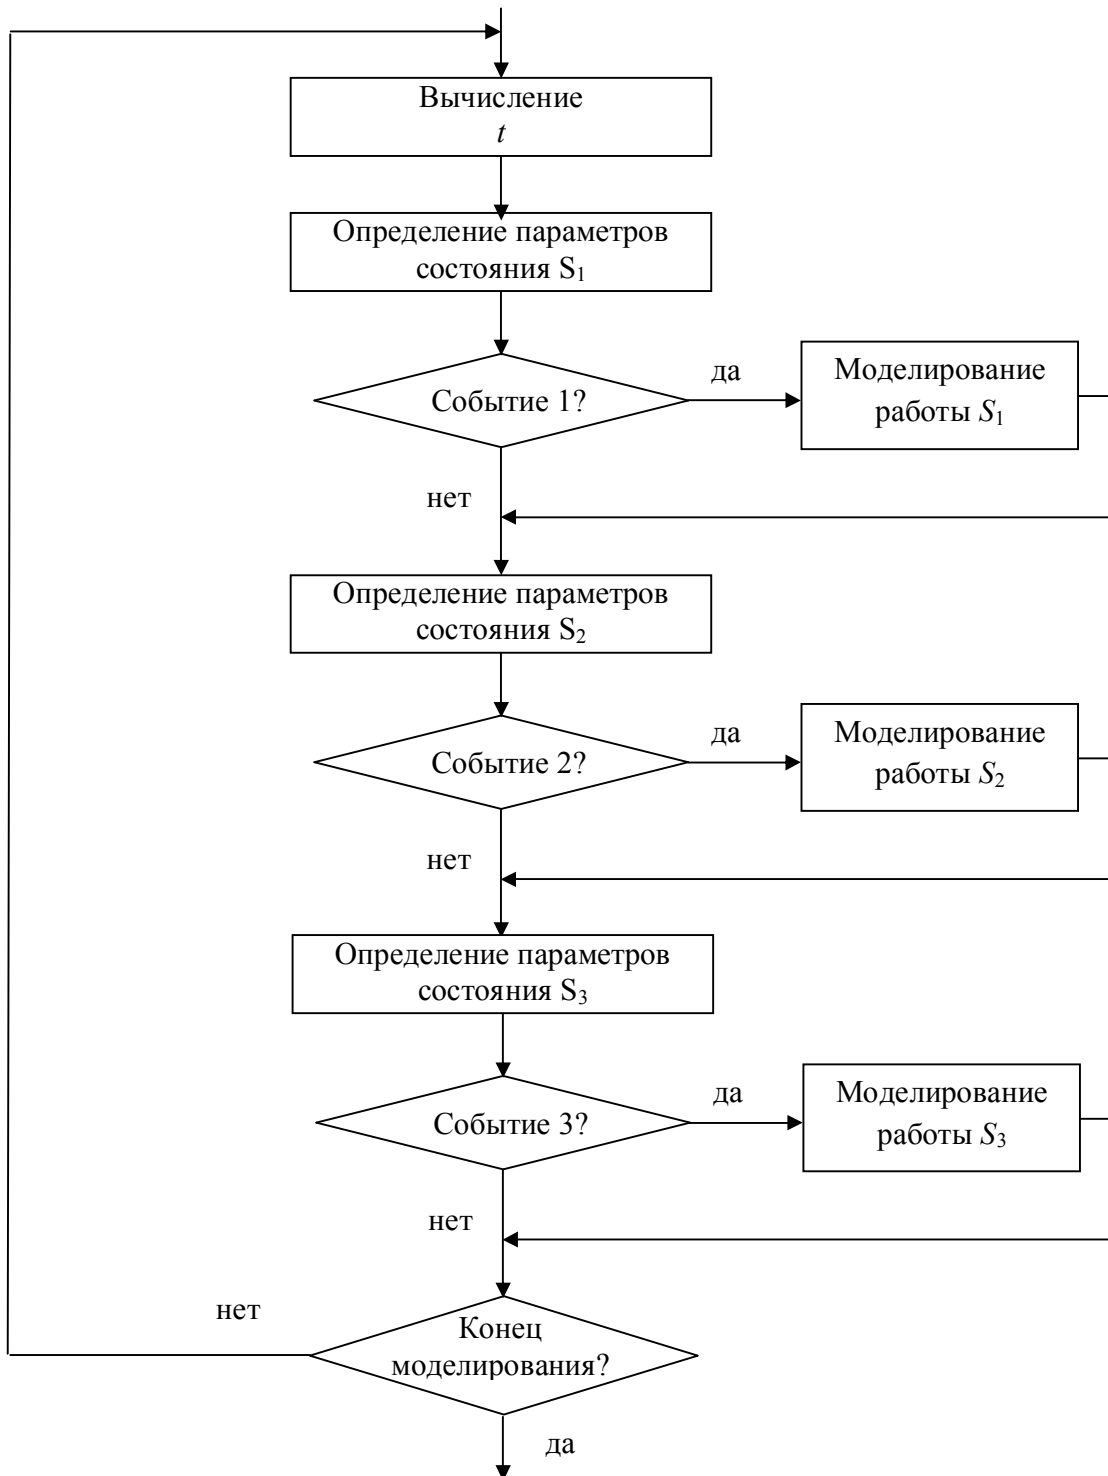 Вычисление
t
Определение параметров
состояния S₁
Событие 1?
да
Моделирование
работы S₁
нет
Определение параметров
состояния S₂
Событие 2?
да
Моделирование
работы S₂
нет
Определение параметров
состояния S₃
Событие 3?
да
Моделирование
работы S₃
нет
Конец
моделирования?
нет
да